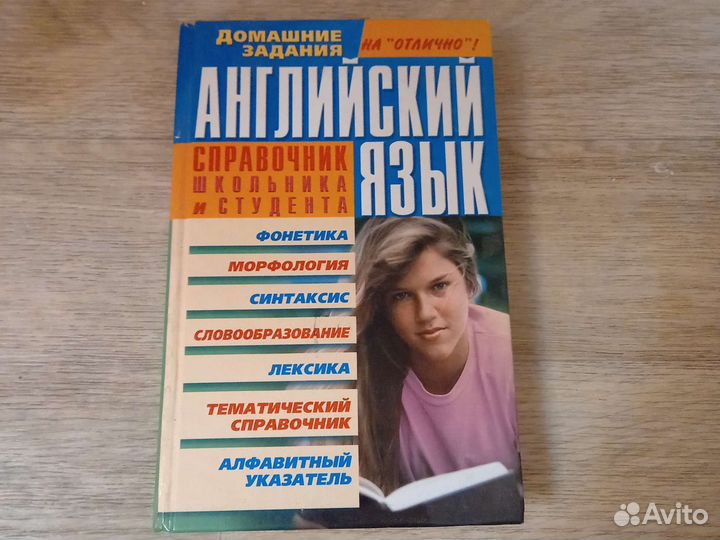 ДОМАШНИЕ
ЗАДАНИЯ
НА "ОТЛИЧНО"!
АНГЛИЙСКИЙ
ЯЗЫК
СПРАВОЧНИК
ШКОЛЬНИКА
И СТУДЕНТА
ФОНЕТИКА
МОРФОЛОГИЯ
СИНТАКСИС
СЛОВООБРАЗОВАНИЕ
ЛЕКСИКА
ТЕМАТИЧЕСКИЙ
СПРАВОЧНИК
АЛФАВИТНЫЙ
УКАЗАТЕЛЬ
Avito